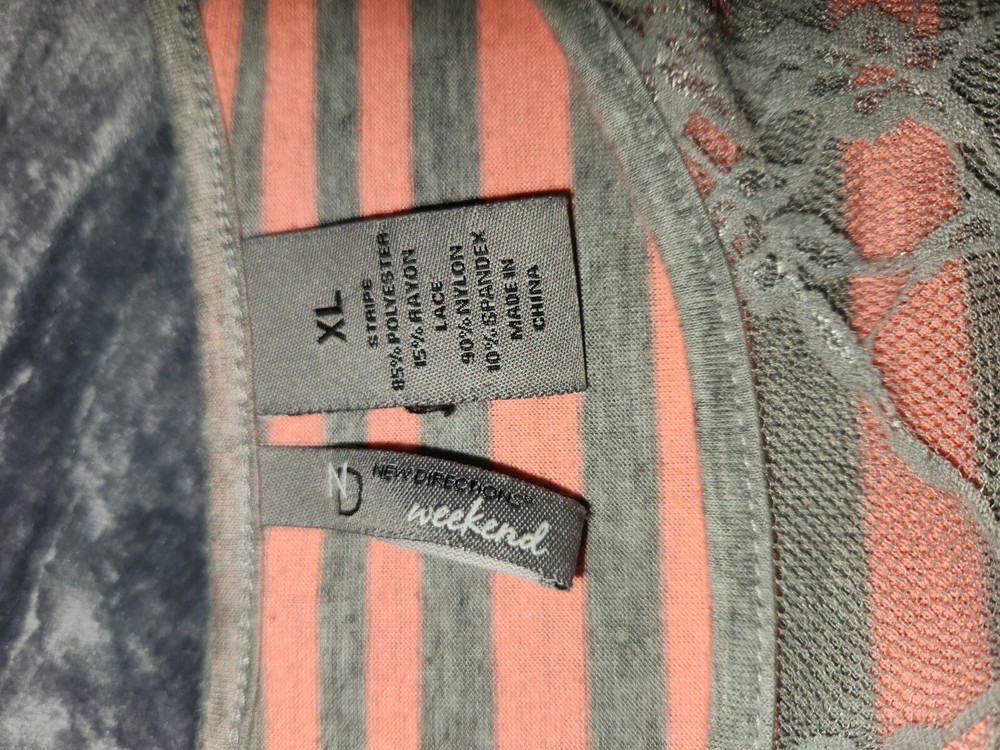 XL
STRIPE
85% POLYESTER
15% RAYON
LACE
90% NYLON
10% SPANDEX
MADE IN
CHINA
ND
NEW DIRECTIONS
weekend